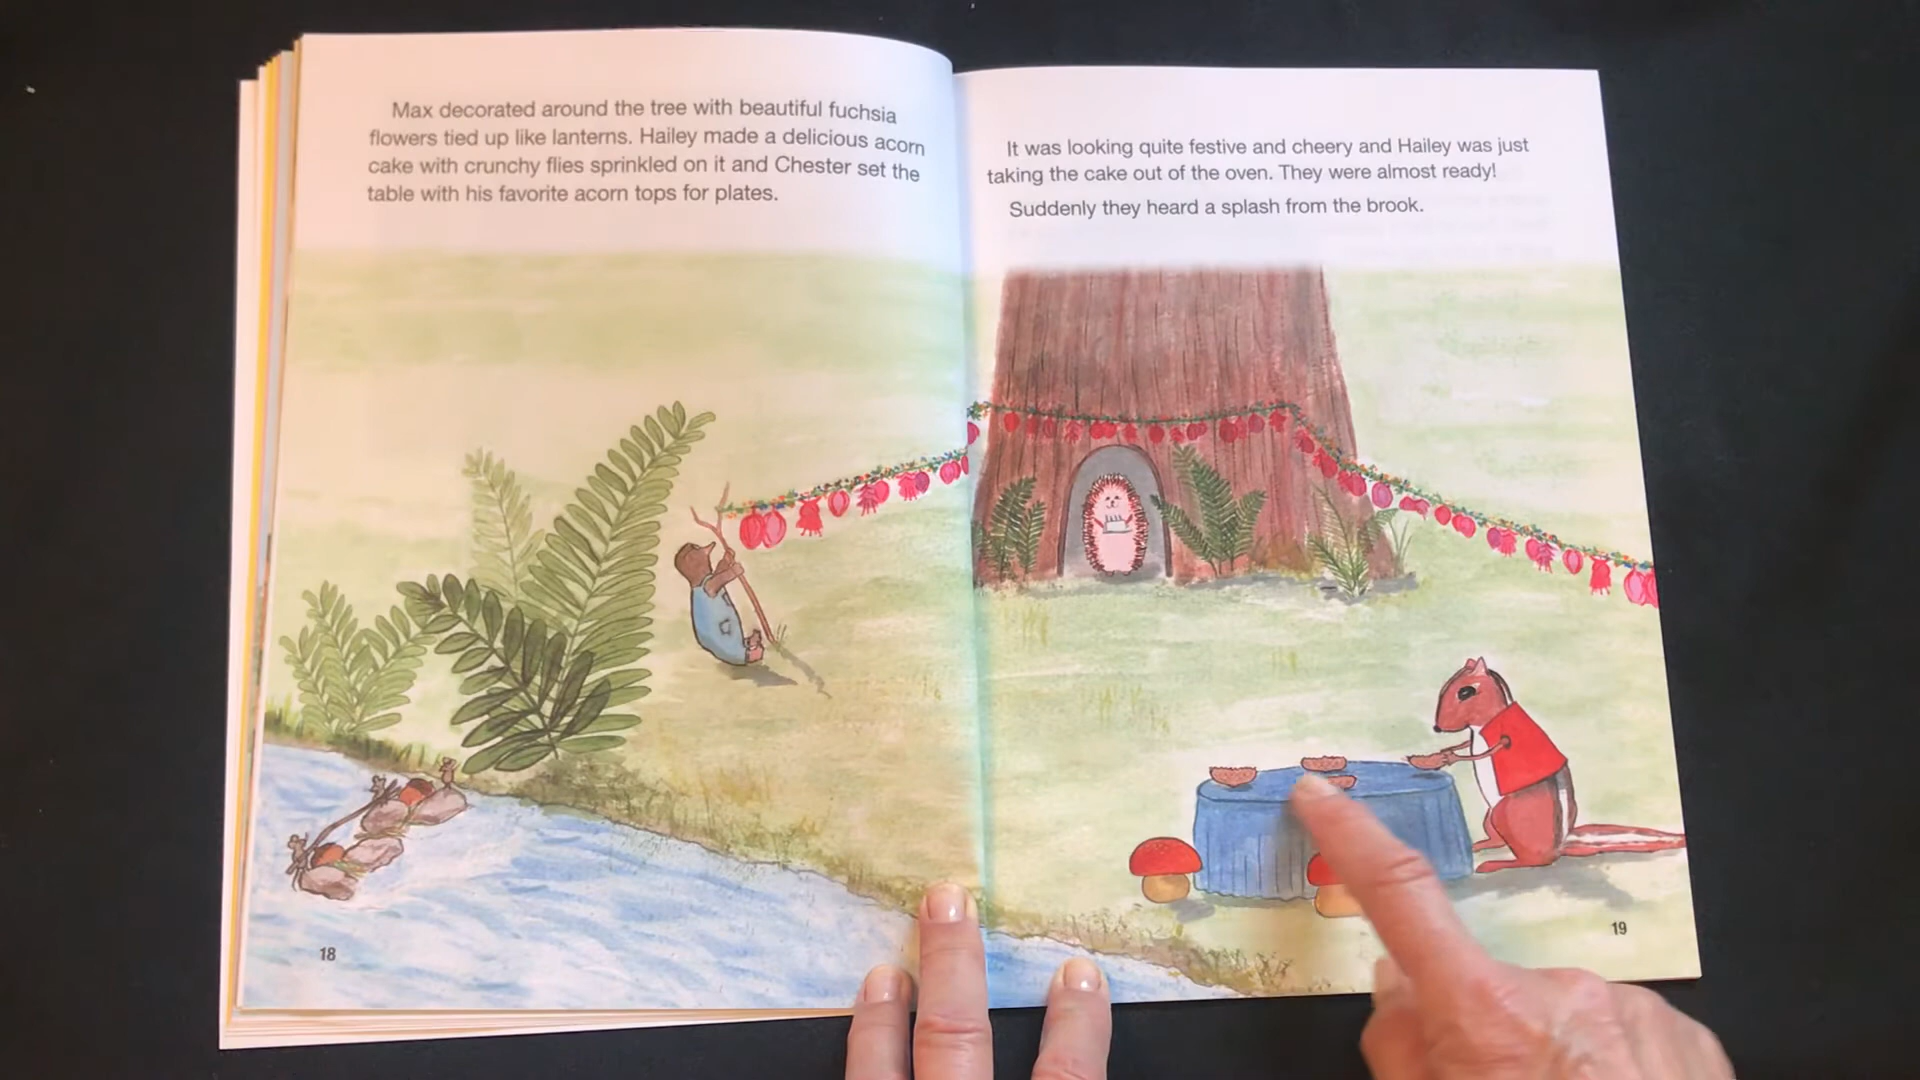 Max decorated around the tree with beautiful fuchsia
flowers tied up like lanterns. Hailey made a delicious acorn
cake with crunchy flies sprinkled on it and Chester set the
table with his favorite acorn tops for plates.
18
It was looking quite festive and cheery and Hailey was just
taking the cake out of the oven. They were almost ready!
Suddenly they heard a splash from the brook.
19